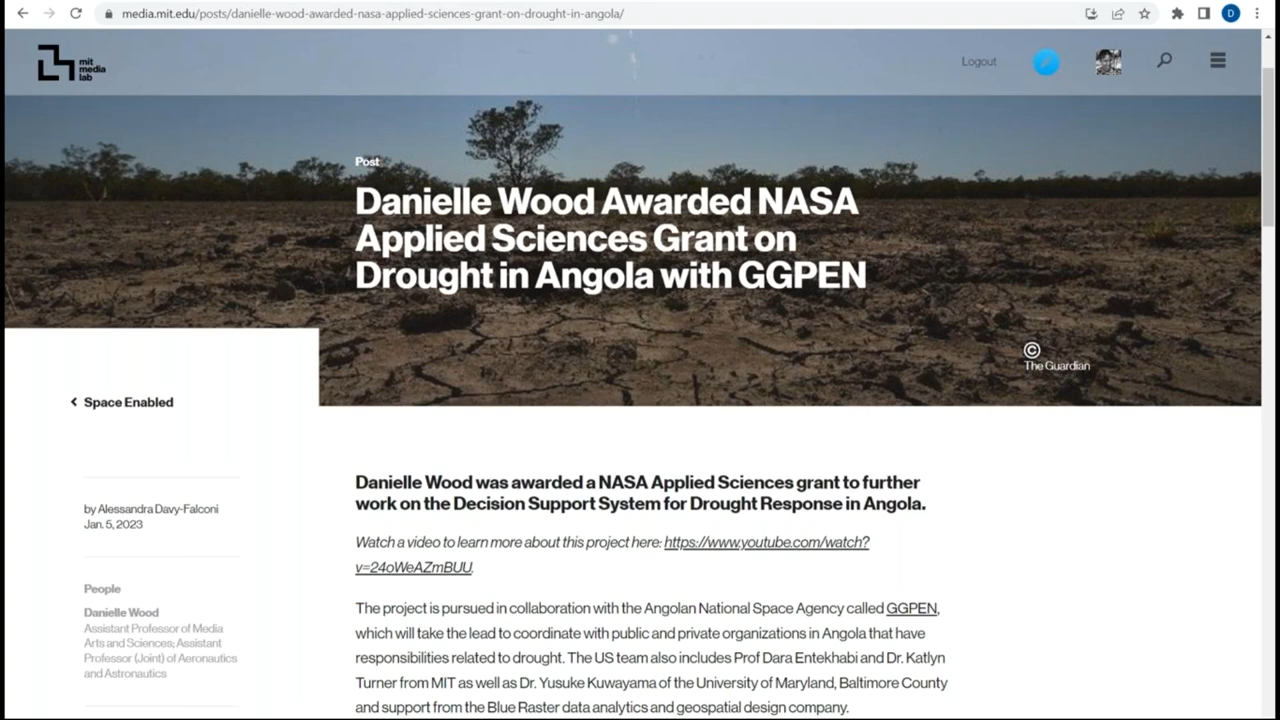 media.mit.edu/posts/danielle-wood-awarded-nasa-applied-sciences-grant-on-drought-in-angola/
D
mit
media
lab
Logout
Post
Danielle Wood Awarded NASA
Applied Sciences Grant on
Drought in Angola with GGPEN
©
The Guardian
Space Enabled
by Alessandra Davy-Falconi
Jan. 5, 2023
People
Danielle Wood
Assistant Professor of Media
Arts and Sciences; Assistant
Professor (Joint) of Aeronautics
and Astronautics
Danielle Wood was awarded a NASA Applied Sciences grant to further
work on the Decision Support System for Drought Response in Angola.
Watch a video to learn more about this project here: https://www.youtube.com/watch?
v=24oWeAZmBUU.
The project is pursued in collaboration with the Angolan National Space Agency called GGPEN,
which will take the lead to coordinate with public and private organizations in Angola that have
responsibilities related to drought. The US team also includes Prof Dara Entekhabi and Dr. Katlyn
Turner from MIT as well as Dr. Yusuke Kuwayama of the University of Maryland, Baltimore County
and support from the Blue Raster data analytics and geospatial design company.